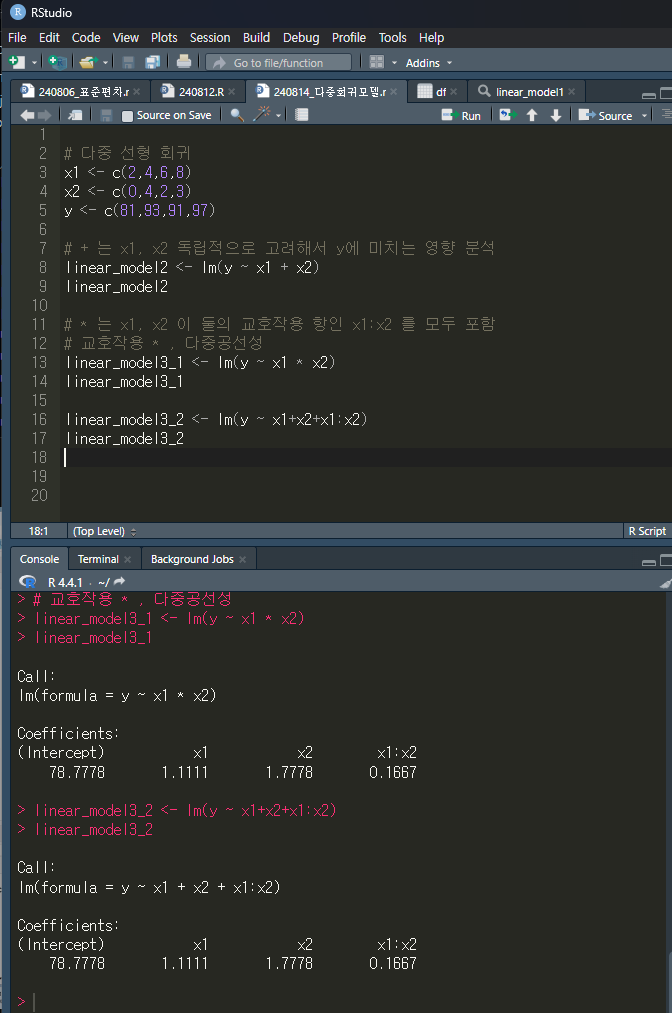 RStudio
File Edit Code View Plots Session Build Debug Profile Tools Help
Go to file/function Addins
240806_표준편차.r 240812.R 240814_다중회귀모델.r df linear_model1
Source on Save Run Source
1
2 # 다중 선형 회귀
3 x1 <- c(2,4,6,8)
4 x2 <- c(0,4,2,3)
5 y <- c(81,93,91,97)
6
7 # + 는 x1, x2 독립적으로 고려해서 y에 미치는 영향 분석
8 linear_model2 <- lm(y ~ x1 + x2)
9 linear_model2
10
11 # * 는 x1, x2 이 둘의 교호작용 항인 x1:x2 를 모두 포함
12 # 교호작용 * , 다중공선성
13 linear_model3_1 <- lm(y ~ x1 * x2)
14 linear_model3_1
15
16 linear_model3_2 <- lm(y ~ x1+x2+x1:x2)
17 linear_model3_2
18
19
20
18:1 (Top Level) R Script
Console Terminal Background Jobs
R 4.4.1 · ~/
> # 교호작용 * , 다중공선성
> linear_model3_1 <- lm(y ~ x1 * x2)
> linear_model3_1
Call:
lm(formula = y ~ x1 * x2)
Coefficients:
(Intercept) x1 x2 x1:x2
78.7778 1.1111 1.7778 0.1667
> linear_model3_2 <- lm(y ~ x1+x2+x1:x2)
> linear_model3_2
Call:
lm(formula = y ~ x1 + x2 + x1:x2)
Coefficients:
(Intercept) x1 x2 x1:x2
78.7778 1.1111 1.7778 0.1667
>